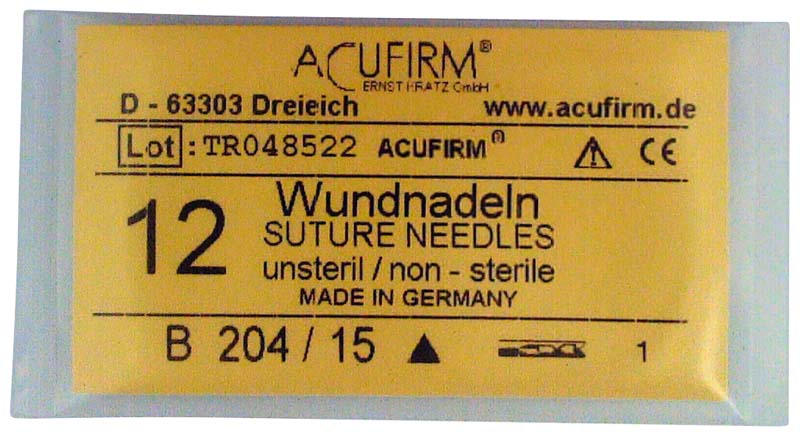 ACUFIRM®
ERNST KRATZ GmbH
D - 63303 Dreieich www.acufirm.de
Lot : TR048522 ACUFIRM® CE
12 Wundnadeln
SUTURE NEEDLES
unsteril / non - sterile
MADE IN GERMANY
B 204 / 15 ▲ 1